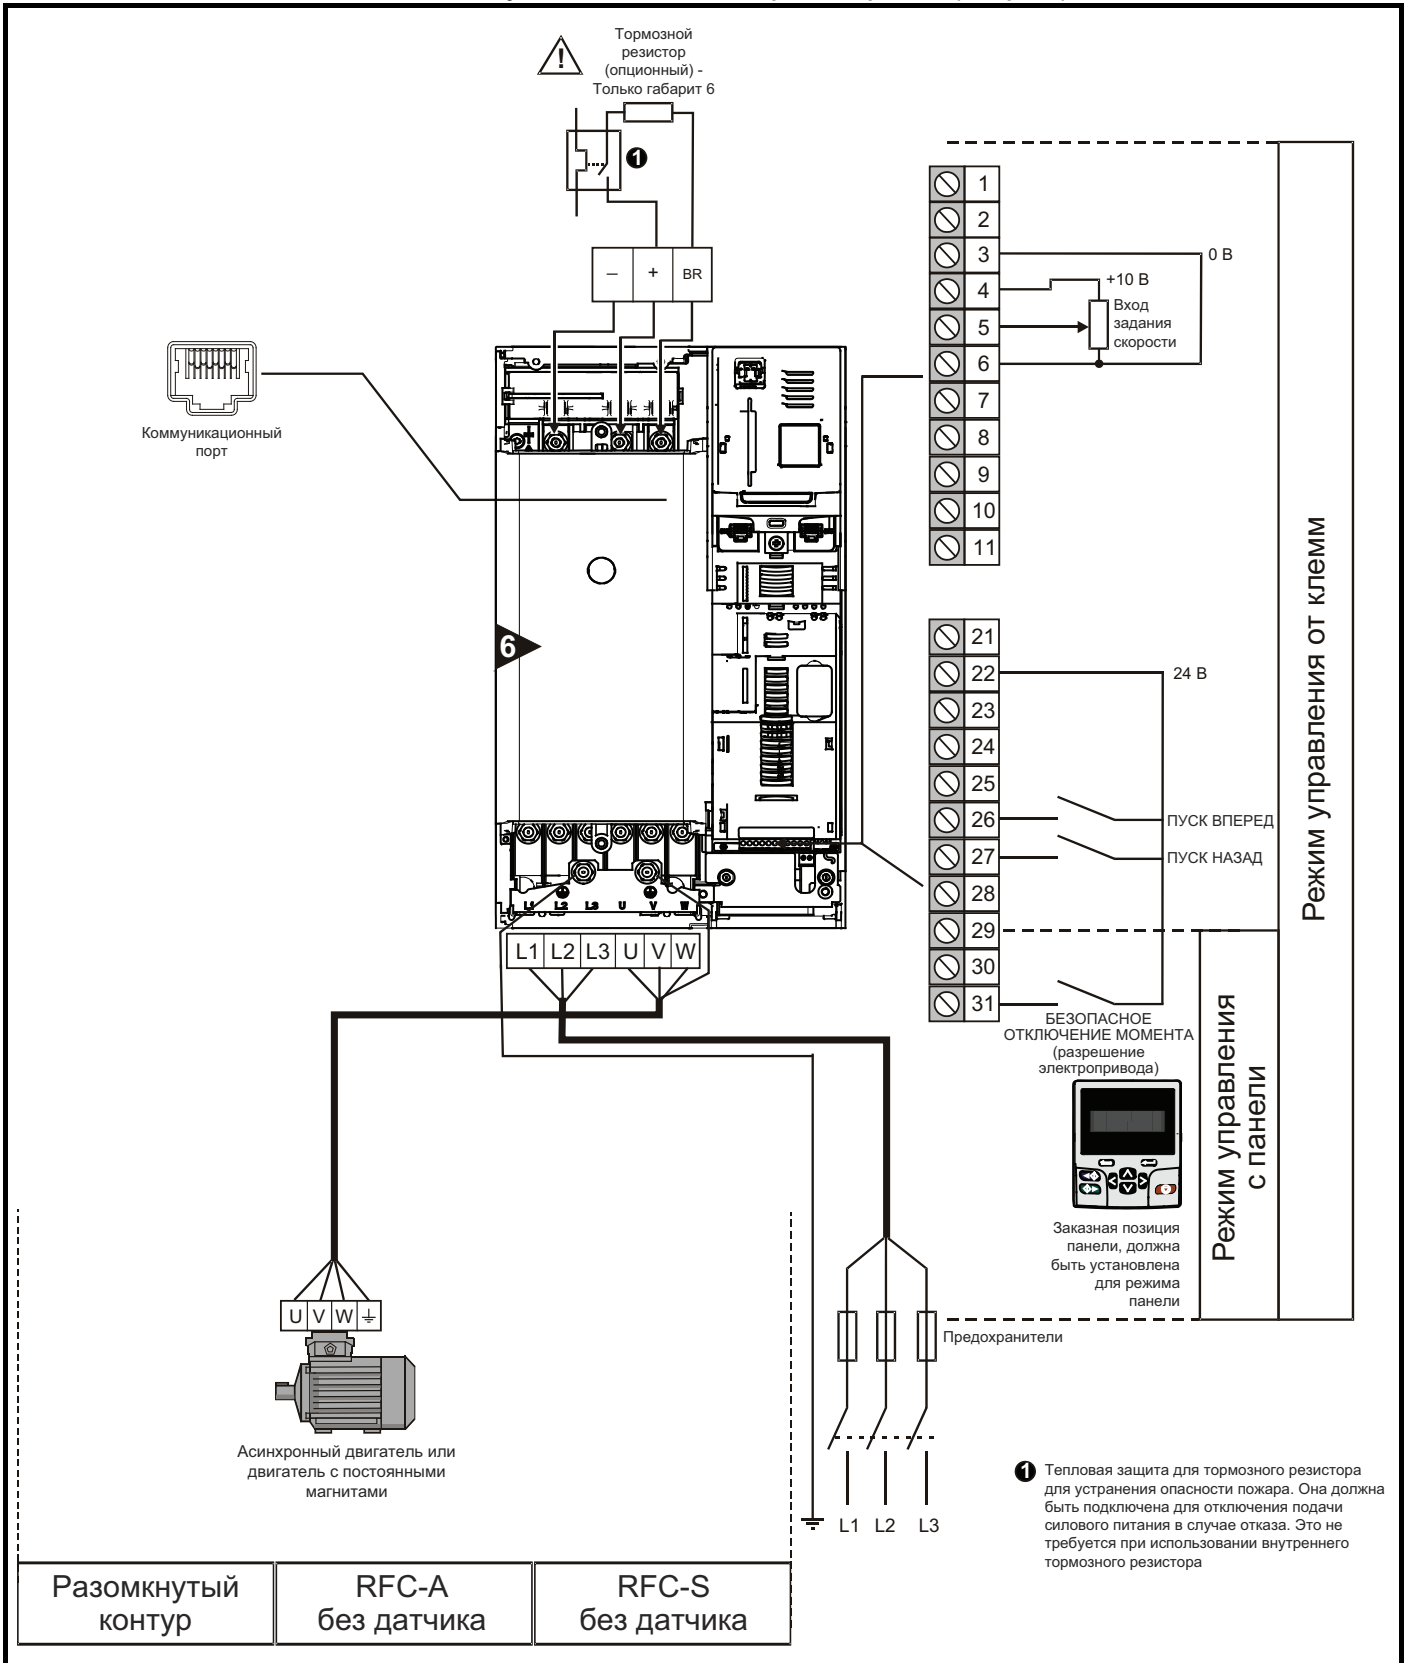 Тормозной
резистор
(опционный) -
Только габарит 6
!
1
– + BR
Коммуникационный
порт
1
2
3
0 В
4
+10 В
5
Вход
задания
скорости
6
7
8
9
10
11
Режим управления от клемм
6
21
22
24 В
23
24
25
26
ПУСК ВПЕРЕД
27
ПУСК НАЗАД
28
29
30
31
БЕЗОПАСНОЕ
ОТКЛЮЧЕНИЕ МОМЕНТА
(разрешение
электропривода)
Режим управления
с панели
L1 L2 L3 U V W
L1 L2 L3 U V W
Заказная позиция
панели, должна
быть установлена
для режима
панели
U V W
Предохранители
Асинхронный двигатель или
двигатель с постоянными
магнитами
L1 L2 L3
1 Тепловая защита для тормозного резистора
для устранения опасности пожара. Она должна
быть подключена для отключения подачи
силового питания в случае отказа. Это не
требуется при использовании внутреннего
тормозного резистора
Разомкнутый
контур
RFC-A
без датчика
RFC-S
без датчика